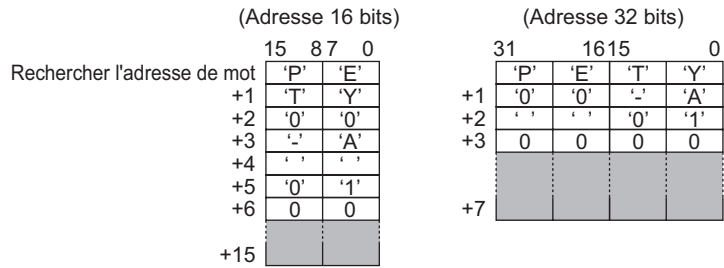 (Adresse 16 bits) (Adresse 32 bits)
15 8 7 0 31 16 15 0
Rechercher l'adresse de mot 'P' 'E' 'P' 'E' 'T' 'Y'
+1 'T' 'Y' +1 '0' '0' '-' 'A'
+2 '0' '0' +2 ' ' ' ' '0' '1'
+3 '-' 'A' +3 0 0 0 0
+4 ' ' ' '
+5 '0' '1'
+6 0 0 +7
+15